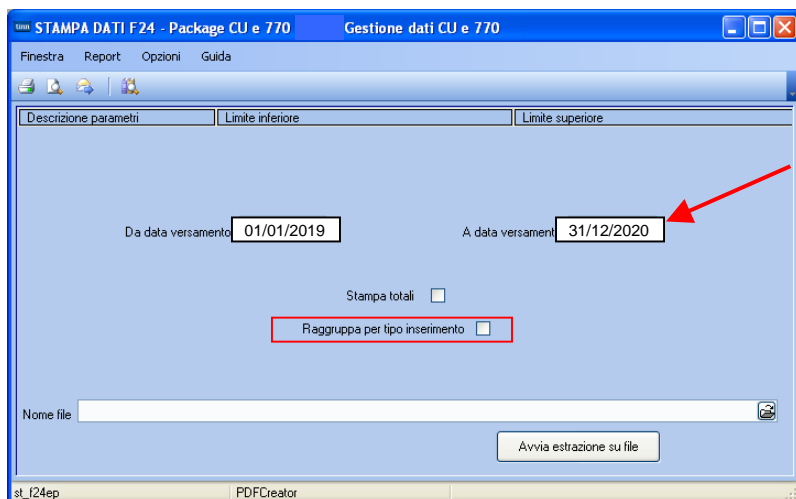 STAMPA DATI F24 - Package CU e 770 Gestione dati CU e 770
Finestra Report Opzioni Guida
Descrizione parametri Limite inferiore Limite superiore
Da data versamento 01/01/2019 A data versament 31/12/2020
Stampa totali
Raggruppa per tipo inserimento
Nome file
Avvia estrazione su file
st_f24ep PDFCreator